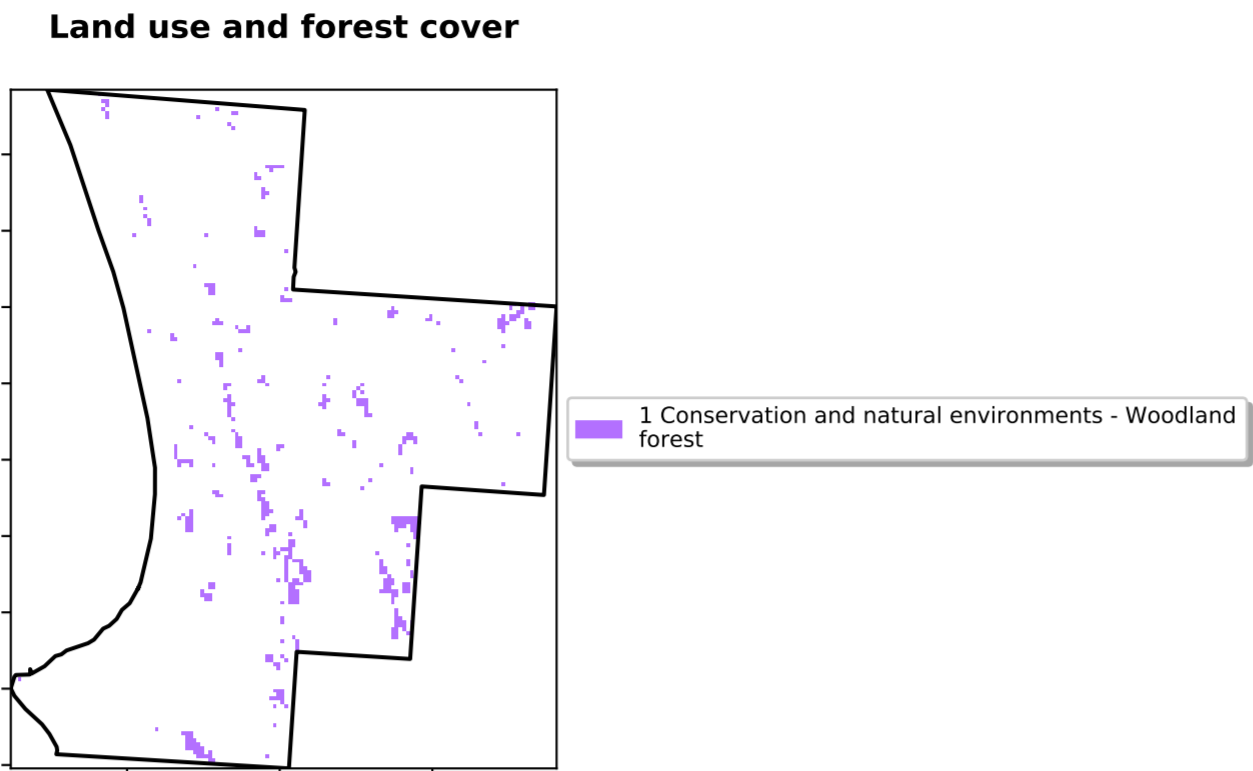 Land use and forest cover
1 Conservation and natural environments - Woodland
forest